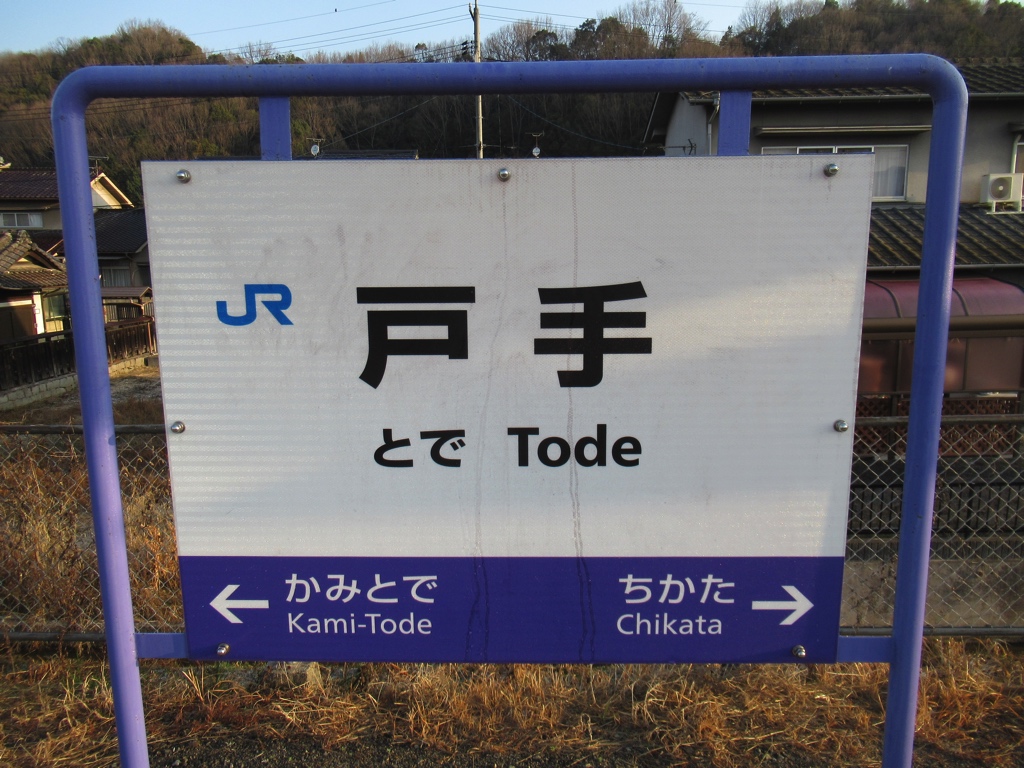 JR 戸手
とで Tode
← かみとで ちかた →
Kami-Tode Chikata